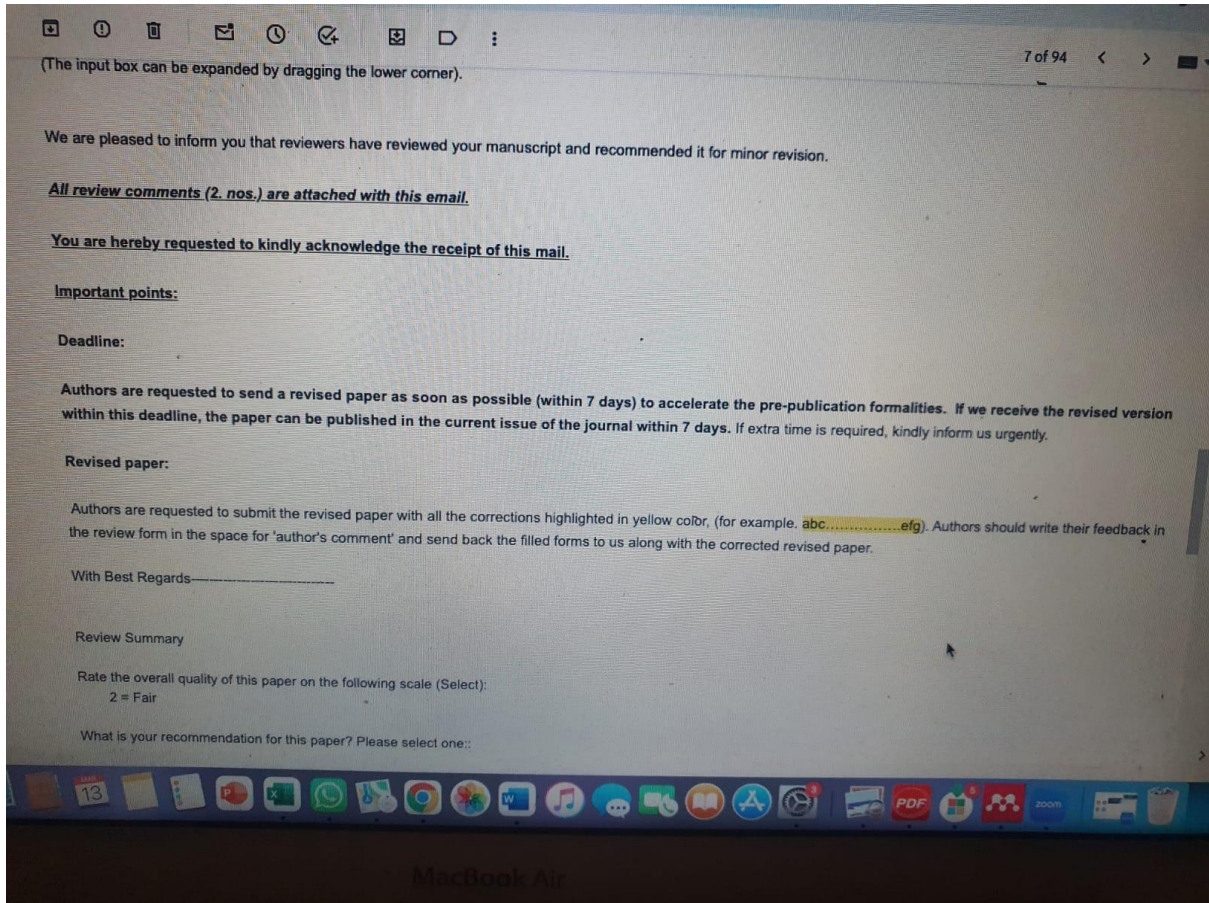 7 of 94
(The input box can be expanded by dragging the lower corner).
We are pleased to inform you that reviewers have reviewed your manuscript and recommended it for minor revision.
All review comments (2. nos.) are attached with this email.
You are hereby requested to kindly acknowledge the receipt of this mail.
Important points:
Deadline:
Authors are requested to send a revised paper as soon as possible (within 7 days) to accelerate the pre-publication formalities. If we receive the revised version
within this deadline, the paper can be published in the current issue of the journal within 7 days. If extra time is required, kindly inform us urgently.
Revised paper:
Authors are requested to submit the revised paper with all the corrections highlighted in yellow color, (for example. abc.................efg). Authors should write their feedback in
the review form in the space for 'author's comment' and send back the filled forms to us along with the corrected revised paper.
With Best Regards-----------------------------------
Review Summary
Rate the overall quality of this paper on the following scale (Select):
2 = Fair
What is your recommendation for this paper? Please select one::
13
P
X
W
3
PDF
5
zoom
MacBook Air